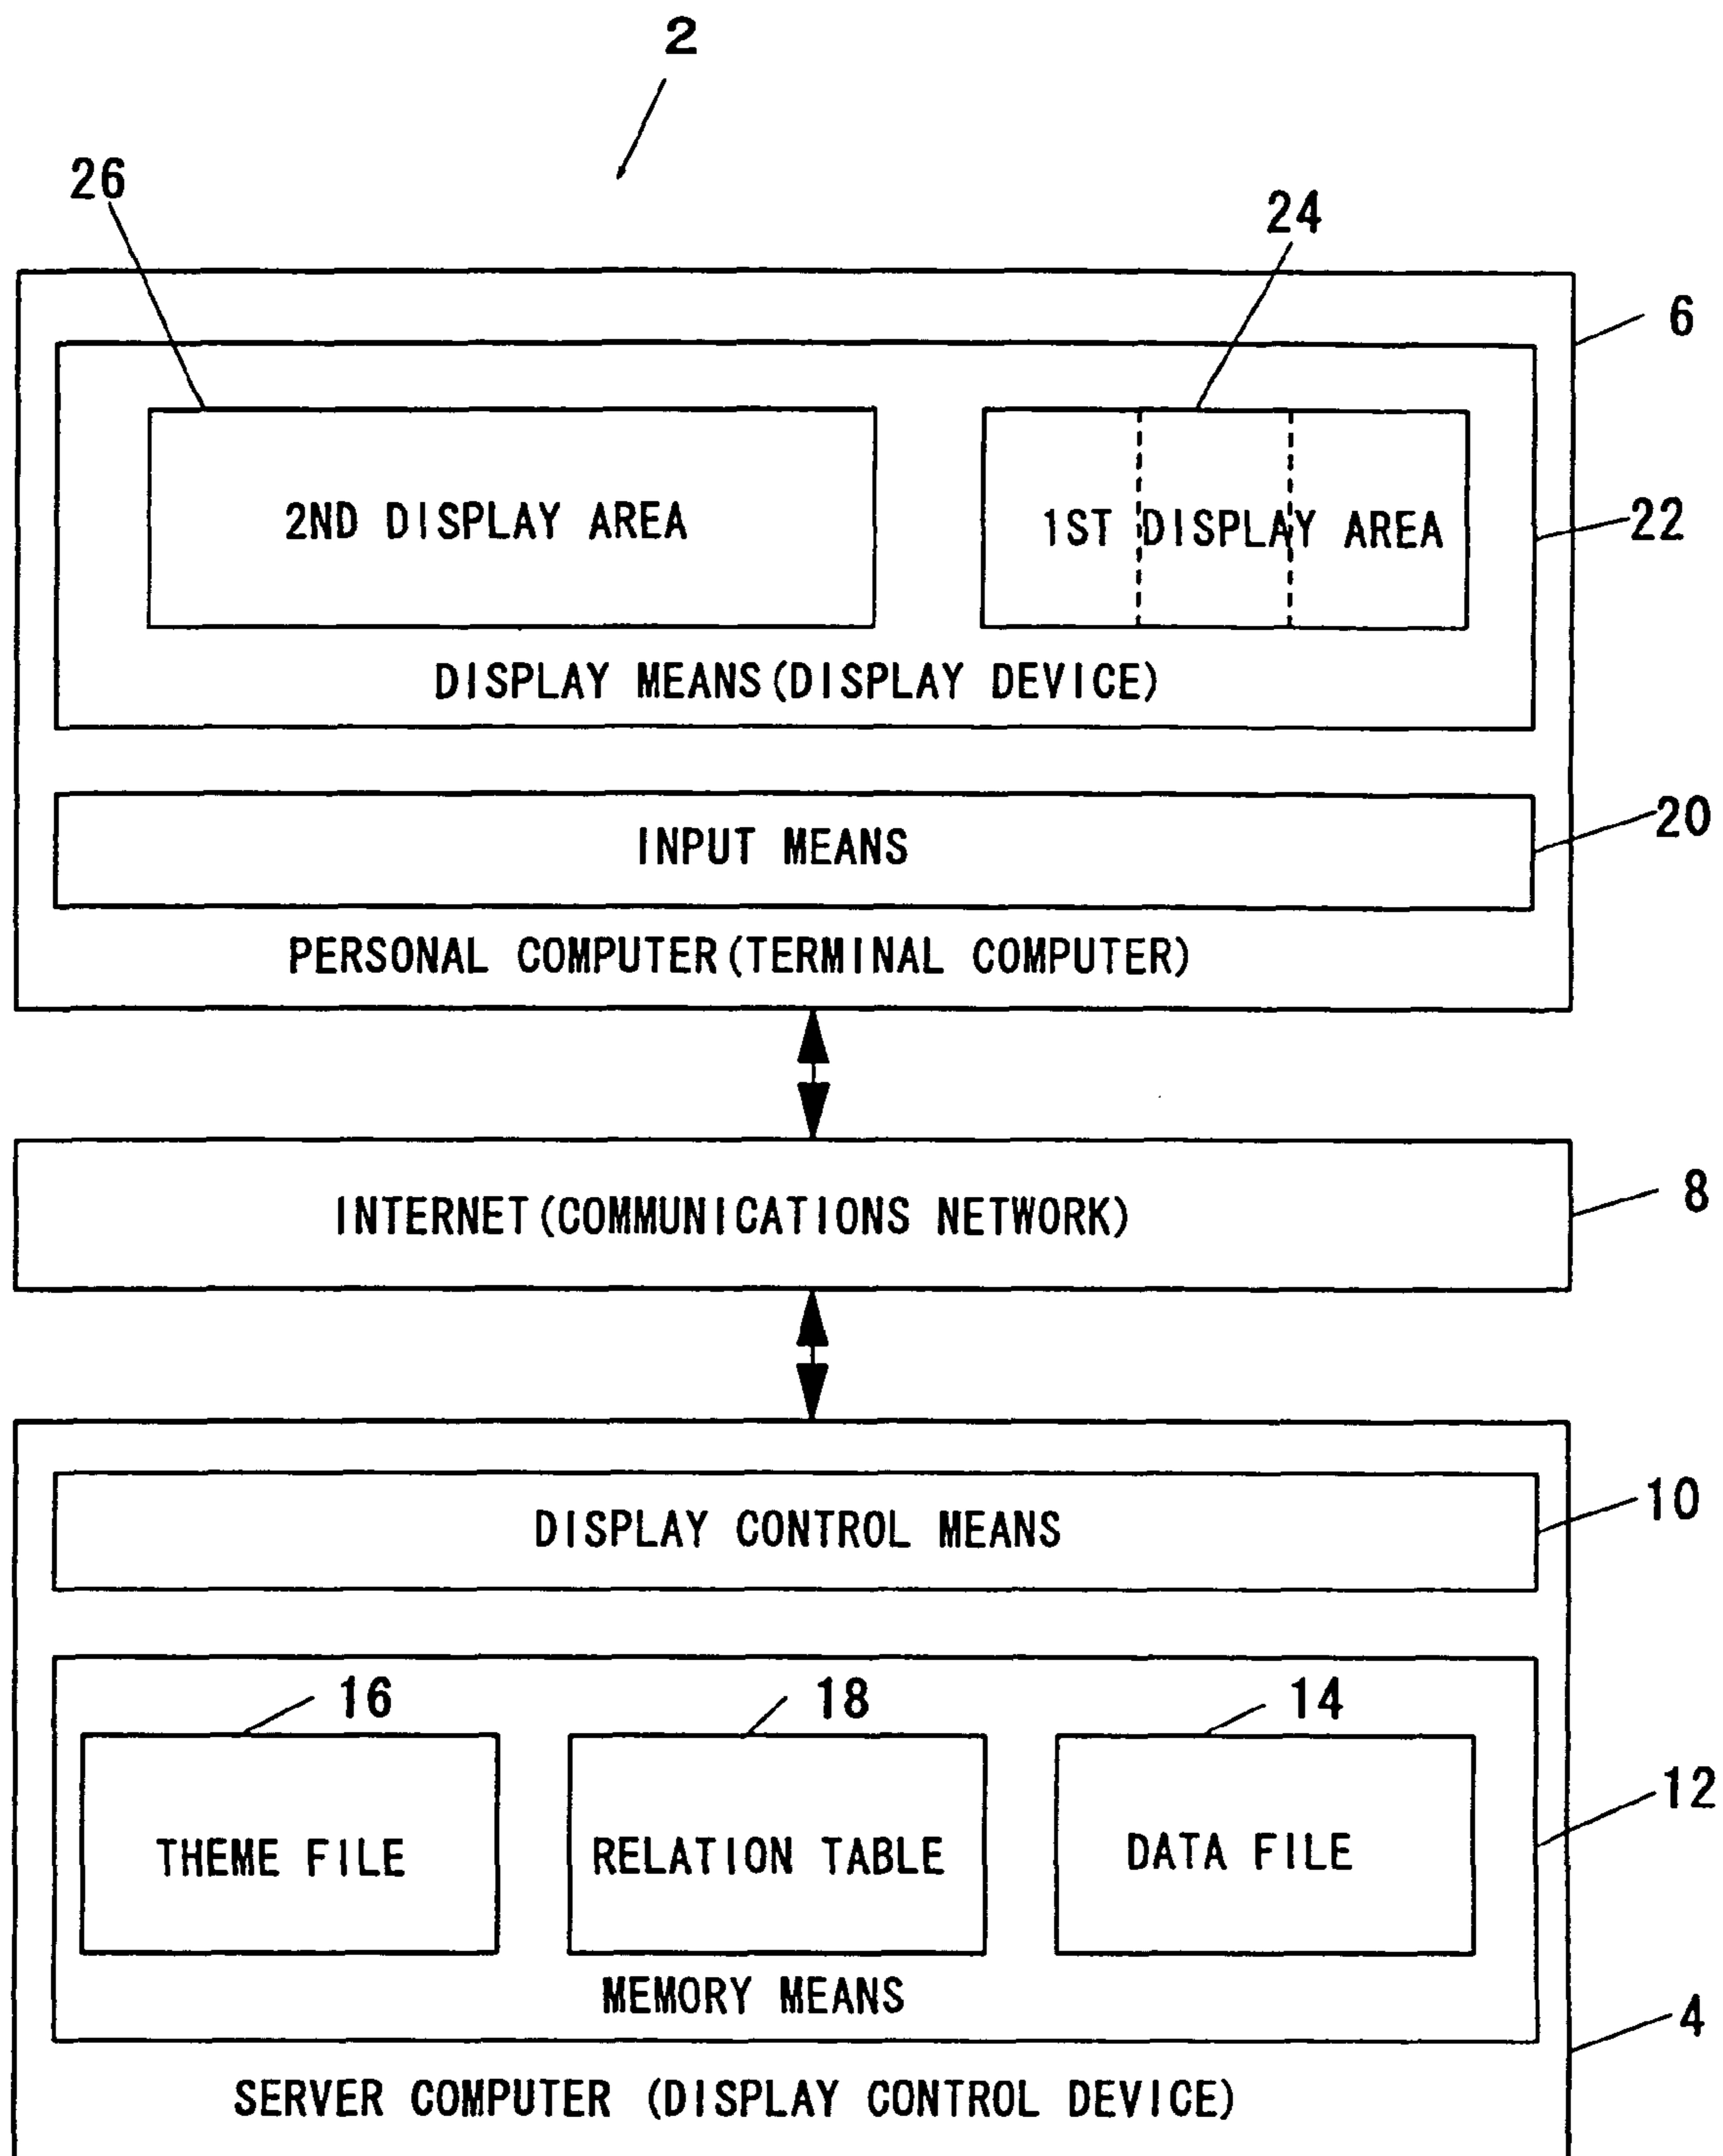 2
26
24
6
2ND DISPLAY AREA
1ST DISPLAY AREA
22
DISPLAY MEANS(DISPLAY DEVICE)
INPUT MEANS
20
PERSONAL COMPUTER(TERMINAL COMPUTER)
INTERNET(COMMUNICATIONS NETWORK)
8
DISPLAY CONTROL MEANS
10
16
18
14
THEME FILE
RELATION TABLE
DATA FILE
12
MEMORY MEANS
4
SERVER COMPUTER (DISPLAY CONTROL DEVICE)